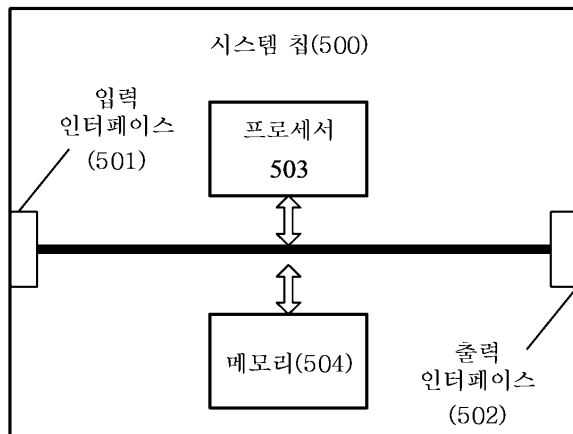 시스템 칩(500)
입력
인터페이스
(501)
프로세서
503
메모리(504)
출력
인터페이스
(502)